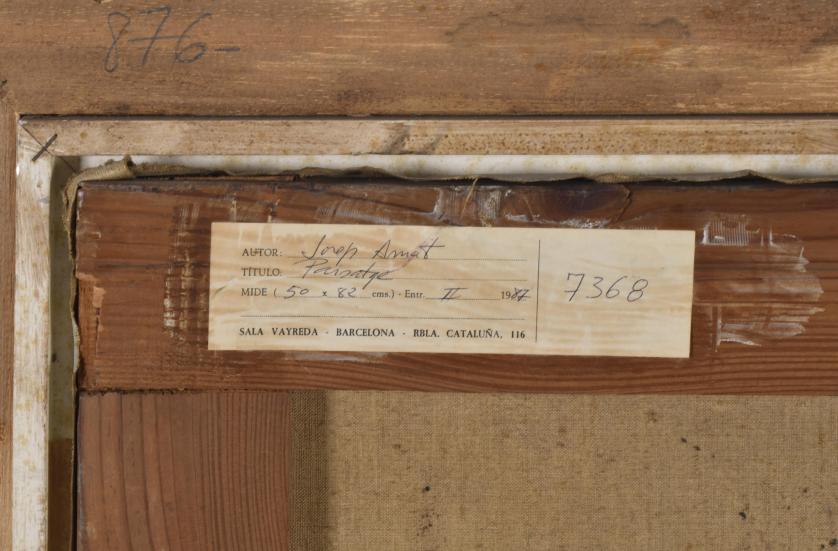 876-
AUTOR: Josep Amat
TÍTULO: Paisatge
MIDE ( 50 x 82 cms.) - Entr. II 1987
7368
SALA VAYREDA - BARCELONA - RBLA. CATALUÑA, 116